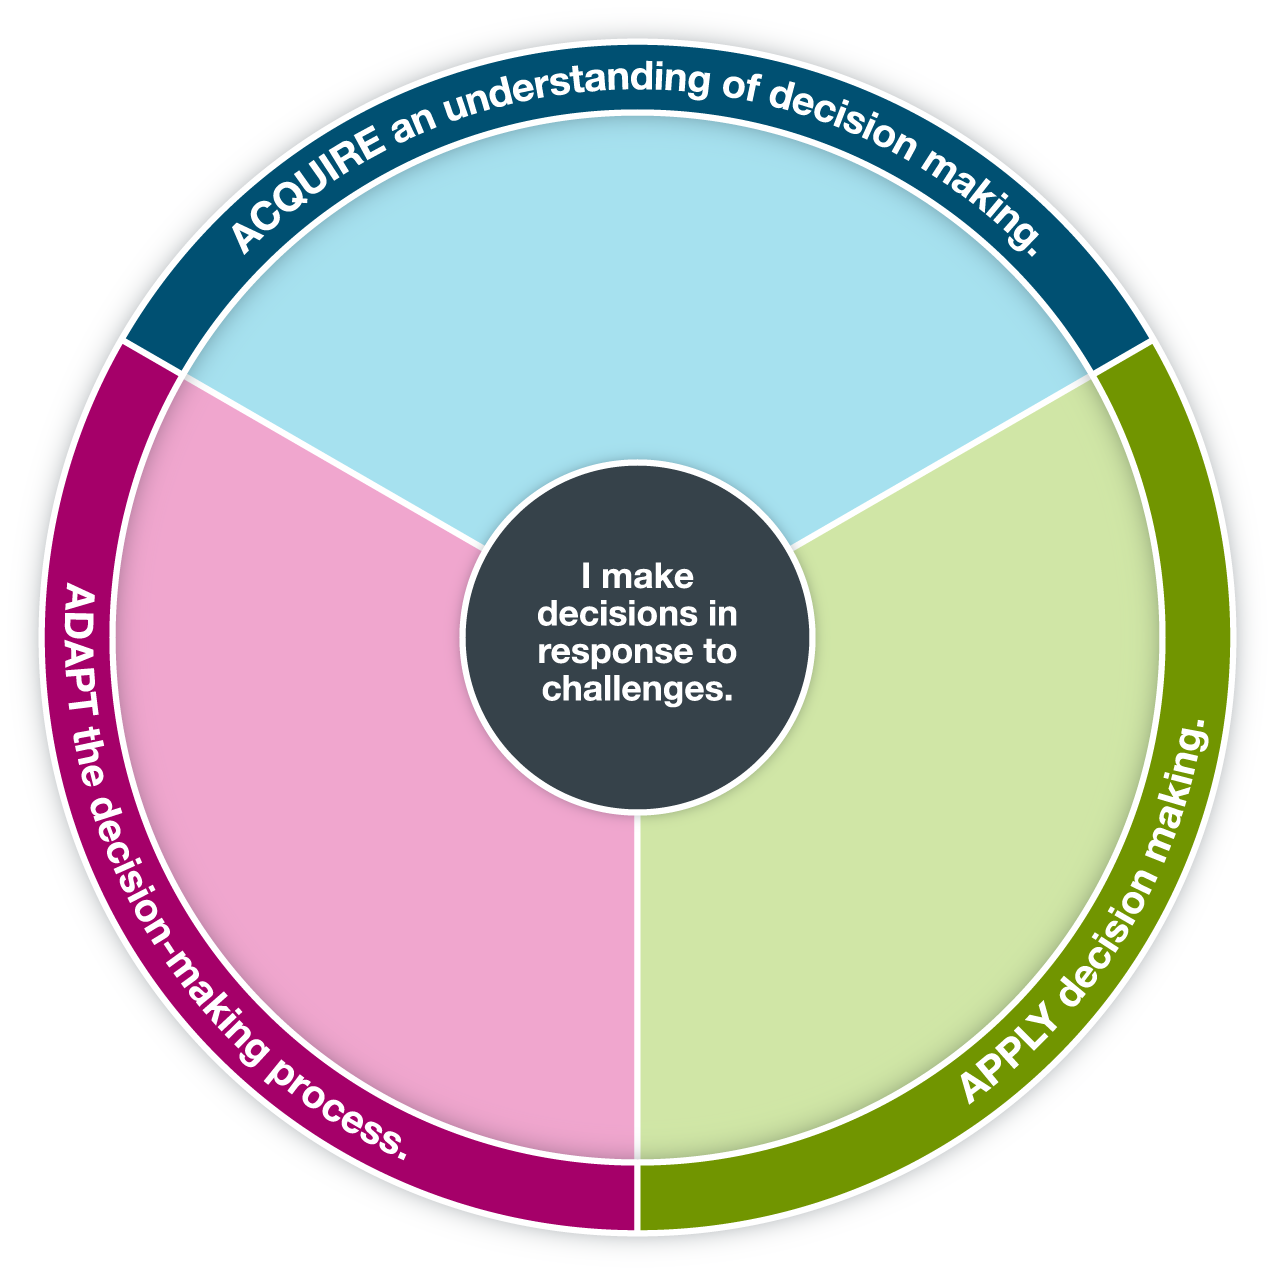 ACQUIRE an understanding of decision making.
I make
decisions in
response to
challenges.
APPLY decision making.
ADAPT the decision-making process.